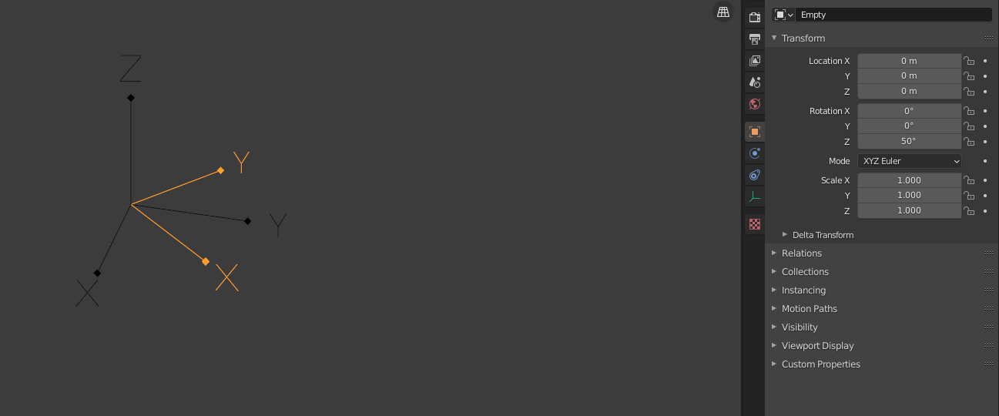 Empty
Transform
Z
Location X 0 m
Y 0 m
Z 0 m
Rotation X 0°
Y 0°
Z 50°
Y
Mode XYZ Euler
Scale X 1.000
Y 1.000
Z 1.000
Y
Delta Transform
Relations
Collections
X
X
Instancing
Motion Paths
Visibility
Viewport Display
Custom Properties